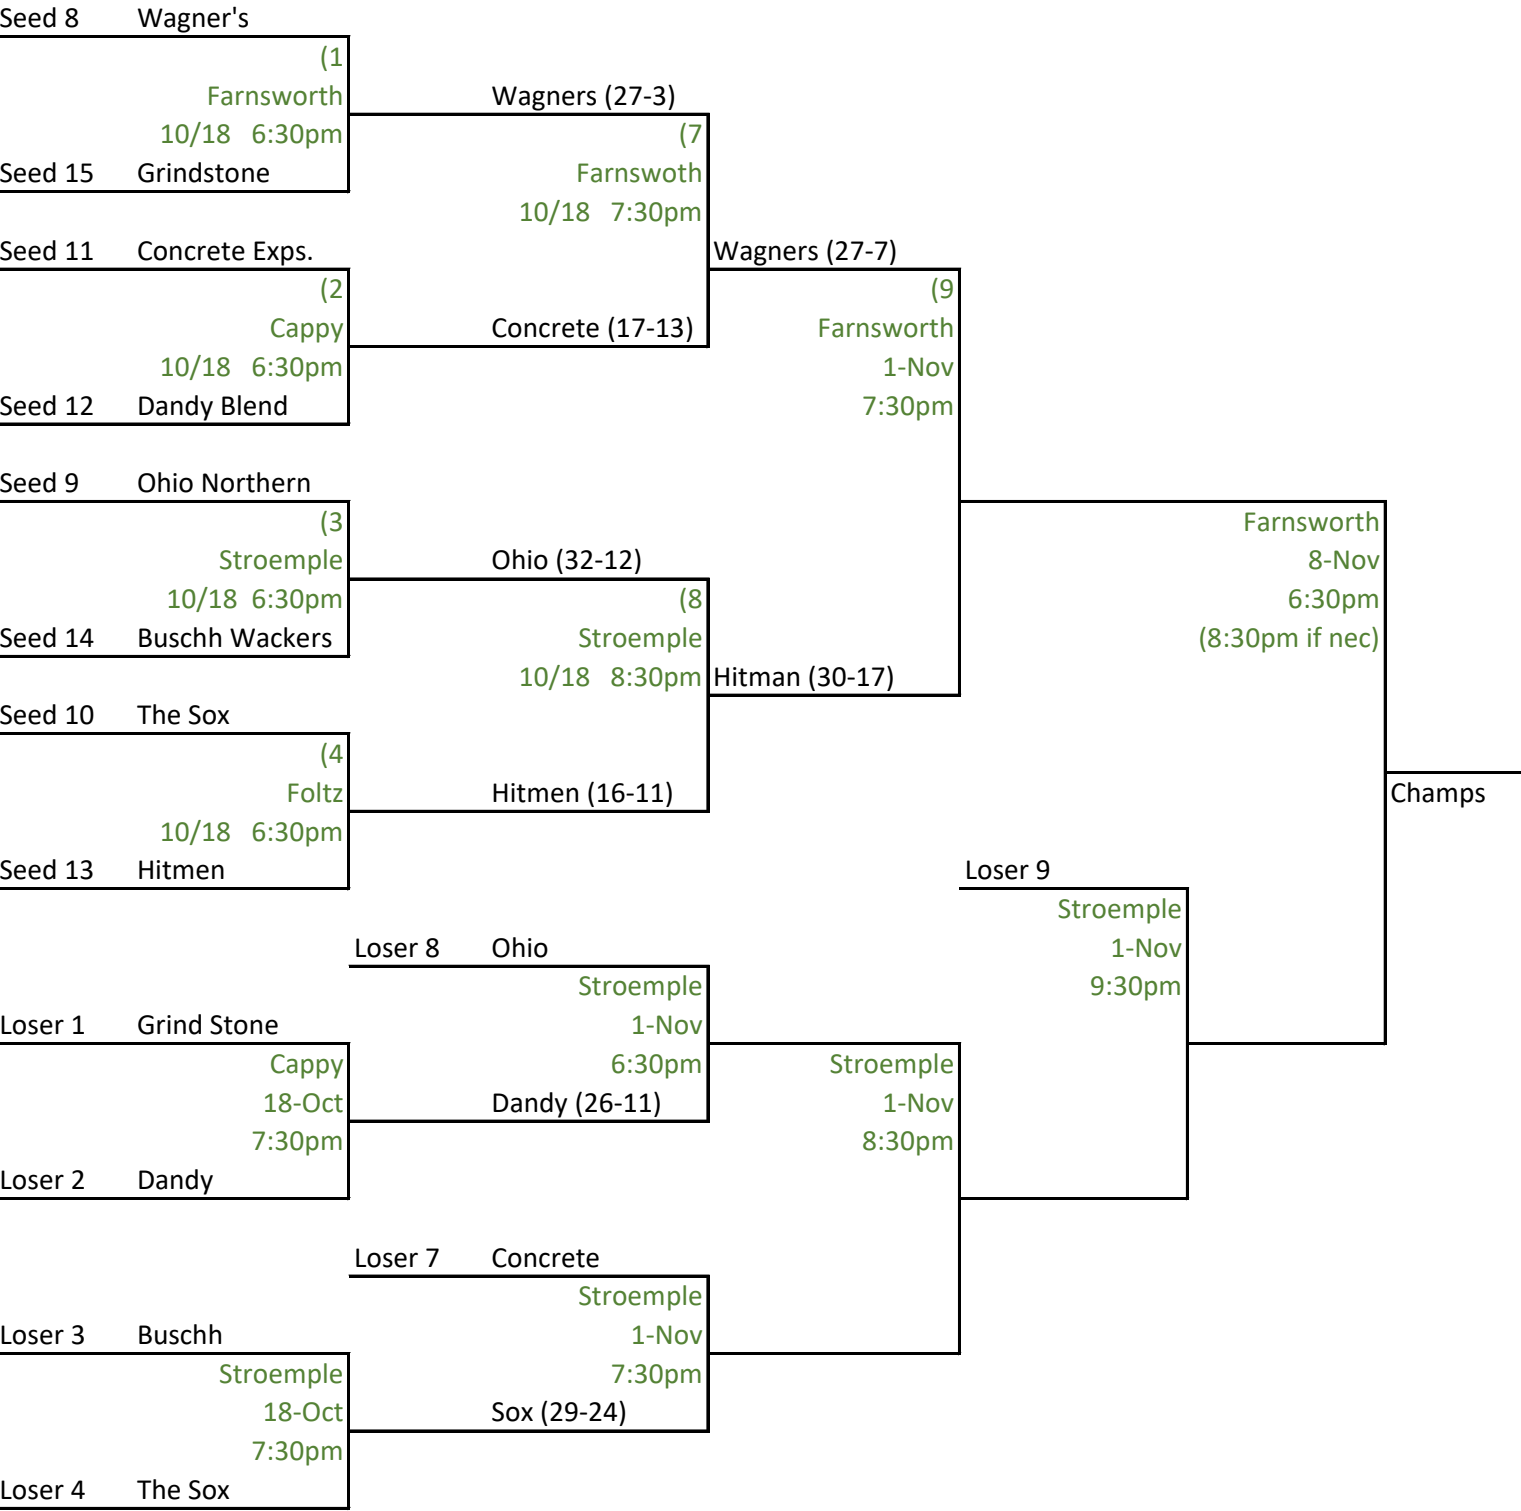 Seed 8 Wagner's
(1
Farnsworth Wagners (27-3)
10/18 6:30pm (7
Seed 15 Grindstone Farnswoth
10/18 7:30pm
Seed 11 Concrete Exps. Wagners (27-7)
(2 (9
Cappy Concrete (17-13) Farnsworth
10/18 6:30pm 1-Nov
Seed 12 Dandy Blend 7:30pm
Seed 9 Ohio Northern
(3 Farnsworth
Stroemple Ohio (32-12) 8-Nov
10/18 6:30pm (8 6:30pm
Seed 14 Buschh Wackers Stroemple (8:30pm if nec)
10/18 8:30pm Hitman (30-17)
Seed 10 The Sox
(4
Foltz Hitmen (16-11) Champs
10/18 6:30pm
Seed 13 Hitmen Loser 9
Stroemple
Loser 8 Ohio 1-Nov
Stroemple 9:30pm
Loser 1 Grind Stone 1-Nov
Cappy 6:30pm Stroemple
18-Oct Dandy (26-11) 1-Nov
7:30pm 8:30pm
Loser 2 Dandy
Loser 7 Concrete
Stroemple
Loser 3 Buschh 1-Nov
Stroemple 7:30pm
18-Oct Sox (29-24)
7:30pm
Loser 4 The Sox